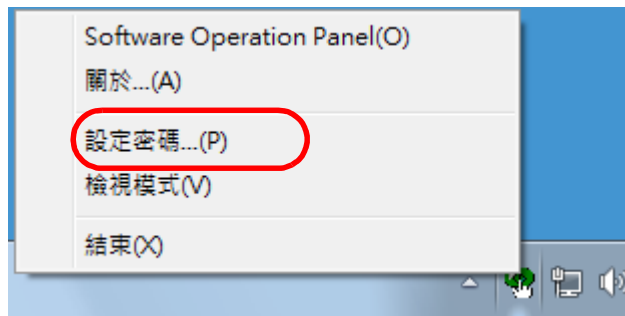 Software Operation Panel(O)
關於...(A)
設定密碼...(P)
檢視模式(V)
結束(X)